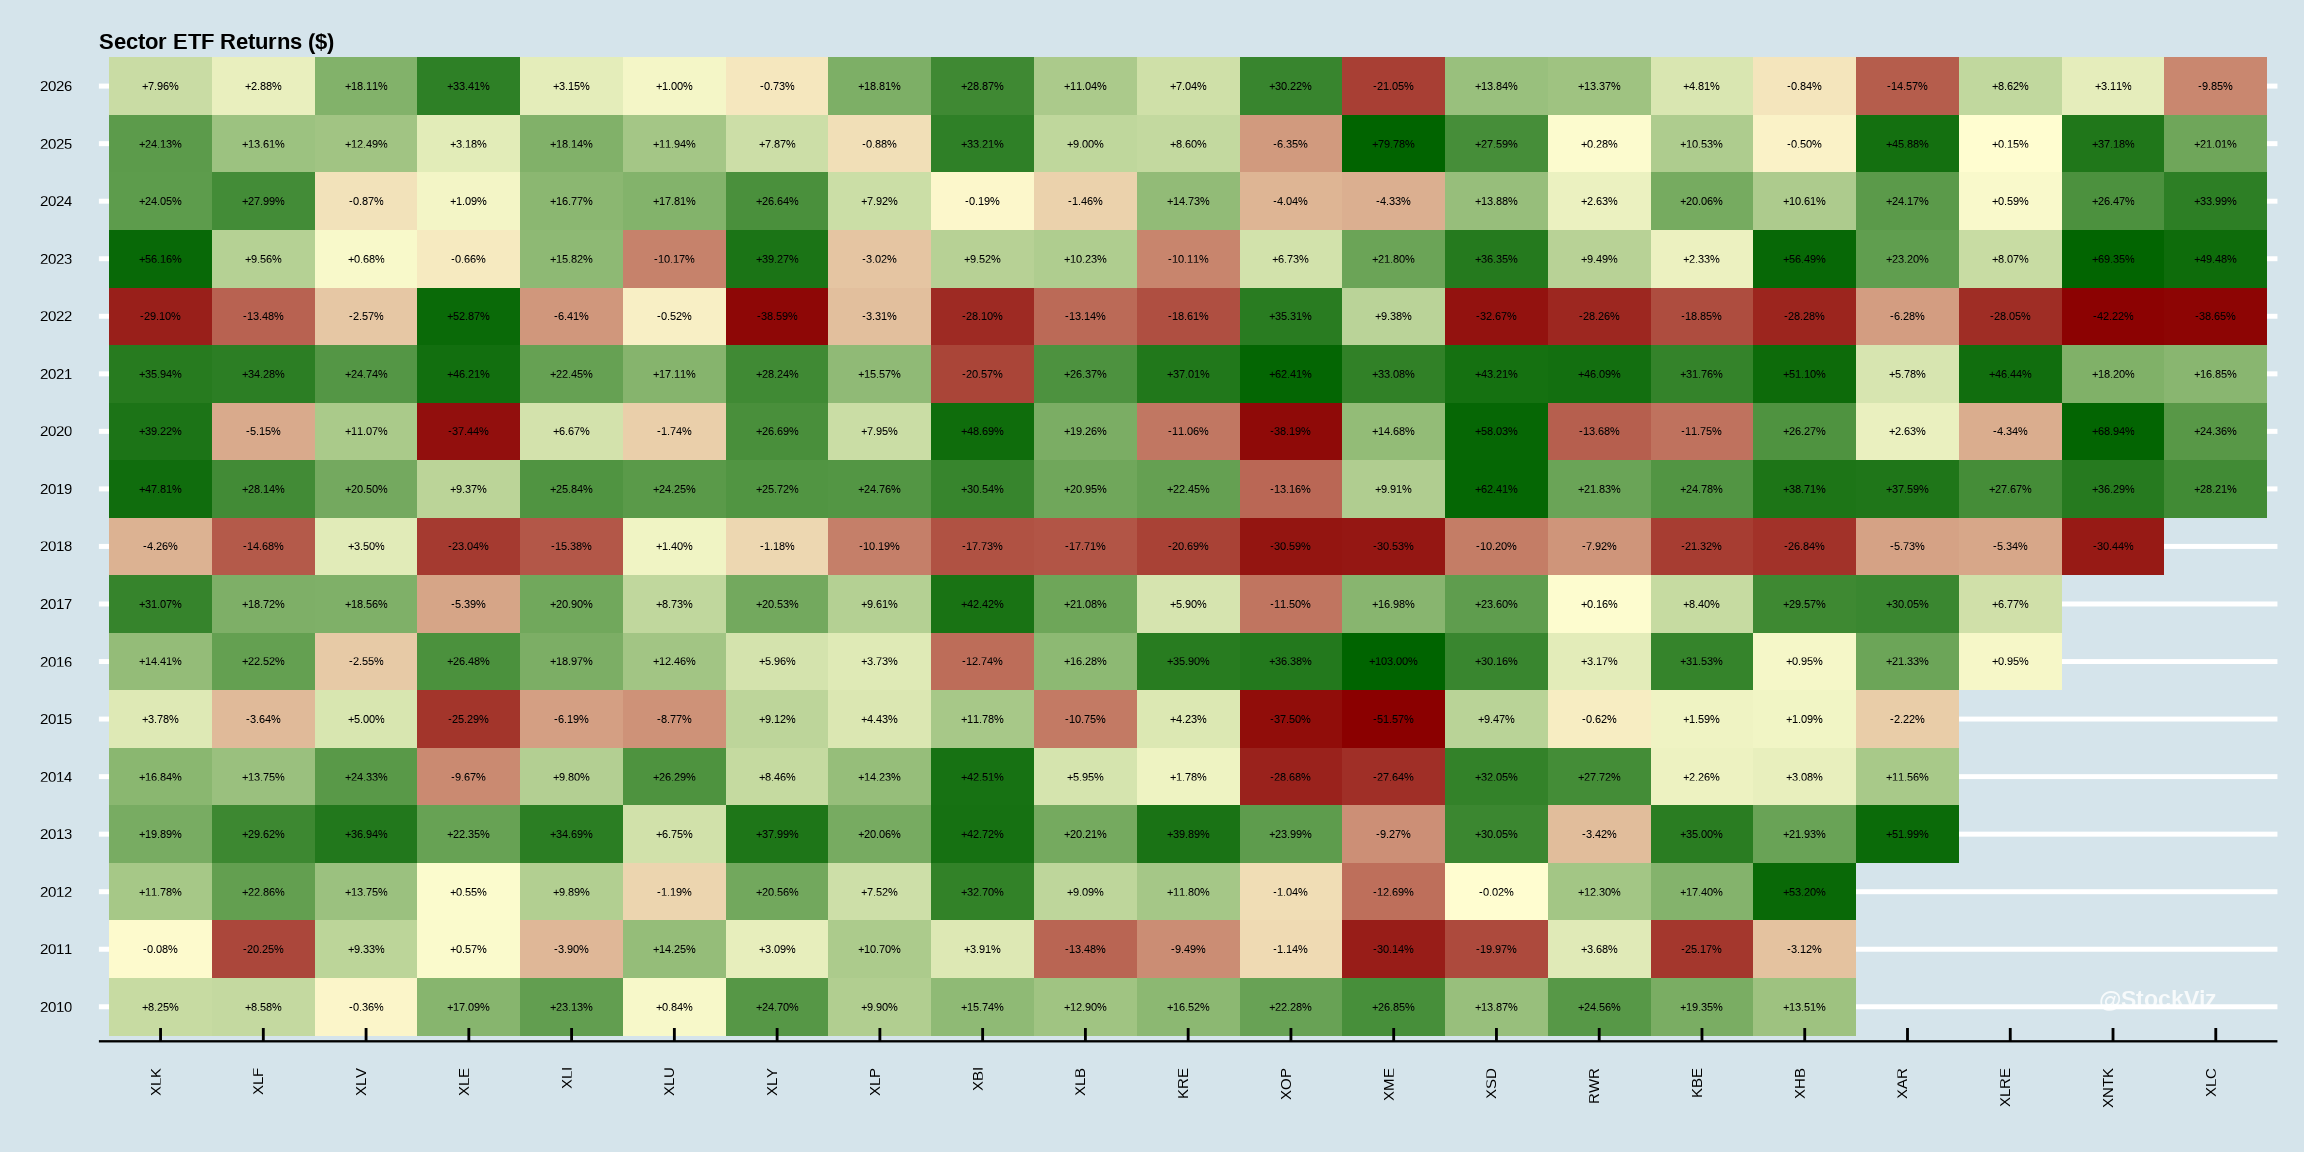 Sector ETF Returns ($)
2026 +7.96% +2.88% +18.11% +33.41% +3.15% +1.00% -0.73% +18.81% +28.87% +11.04% +7.04% +30.22% -21.05% +13.84% +13.37% +4.81% -0.84% -14.57% +8.62% +3.11% -9.85%
2025 +24.13% +13.61% +12.49% +3.18% +18.14% +11.94% +7.87% -0.88% +33.21% +9.00% +8.60% -6.35% +79.78% +27.59% +0.28% +10.53% -0.50% +45.88% +0.15% +37.18% +21.01%
2024 +24.05% +27.99% -0.87% +1.09% +16.77% +17.81% +26.64% +7.92% -0.19% -1.46% +14.73% -4.04% -4.33% +13.88% +2.63% +20.06% +10.61% +24.17% +0.59% +26.47% +33.99%
2023 +56.16% +9.56% +0.68% -0.66% +15.82% -10.17% +39.27% -3.02% +9.52% +10.23% -10.11% +6.73% +21.80% +36.35% +9.49% +2.33% +56.49% +23.20% +8.07% +69.35% +49.48%
2022 -29.10% -13.48% -2.57% +52.87% -6.41% -0.52% -38.59% -3.31% -28.10% -13.14% -18.61% +35.31% +9.38% -32.67% -28.26% -18.85% -28.28% -6.28% -28.05% -42.22% -38.65%
2021 +35.94% +34.28% +24.74% +46.21% +22.45% +17.11% +28.24% +15.57% -20.57% +26.37% +37.01% +62.41% +33.08% +43.21% +46.09% +31.76% +51.10% +5.78% +46.44% +18.20% +16.85%
2020 +39.22% -5.15% +11.07% -37.44% +6.67% -1.74% +26.69% +7.95% +48.69% +19.26% -11.06% -38.19% +14.68% +58.03% -13.68% -11.75% +26.27% +2.63% -4.34% +68.94% +24.36%
2019 +47.81% +28.14% +20.50% +9.37% +25.84% +24.25% +25.72% +24.76% +30.54% +20.95% +22.45% -13.16% +9.91% +62.41% +21.83% +24.78% +38.71% +37.59% +27.67% +36.29% +28.21%
2018 -4.26% -14.68% +3.50% -23.04% -15.38% +1.40% -1.18% -10.19% -17.73% -17.71% -20.69% -30.59% -30.53% -10.20% -7.92% -21.32% -26.84% -5.73% -5.34% -30.44%
2017 +31.07% +18.72% +18.56% -5.39% +20.90% +8.73% +20.53% +9.61% +42.42% +21.08% +5.90% -11.50% +16.98% +23.60% +0.16% +8.40% +29.57% +30.05% +6.77%
2016 +14.41% +22.52% -2.55% +26.48% +18.97% +12.46% +5.96% +3.73% -12.74% +16.28% +35.90% +36.38% +103.00% +30.16% +3.17% +31.53% +0.95% +21.33% +0.95%
2015 +3.78% -3.64% +5.00% -25.29% -6.19% -8.77% +9.12% +4.43% +11.78% -10.75% +4.23% -37.50% -51.57% +9.47% -0.62% +1.59% +1.09% -2.22%
2014 +16.84% +13.75% +24.33% -9.67% +9.80% +26.29% +8.46% +14.23% +42.51% +5.95% +1.78% -28.68% -27.64% +32.05% +27.72% +2.26% +3.08% +11.56%
2013 +19.89% +29.62% +36.94% +22.35% +34.69% +6.75% +37.99% +20.06% +42.72% +20.21% +39.89% +23.99% -9.27% +30.05% -3.42% +35.00% +21.93% +51.99%
2012 +11.78% +22.86% +13.75% +0.55% +9.89% -1.19% +20.56% +7.52% +32.70% +9.09% +11.80% -1.04% -12.69% -0.02% +12.30% +17.40% +53.20%
2011 -0.08% -20.25% +9.33% +0.57% -3.90% +14.25% +3.09% +10.70% +3.91% -13.48% -9.49% -1.14% -30.14% -19.97% +3.68% -25.17% -3.12%
2010 +8.25% +8.58% -0.36% +17.09% +23.13% +0.84% +24.70% +9.90% +15.74% +12.90% +16.52% +22.28% +26.85% +13.87% +24.56% +19.35% +13.51%
@StockViz
XLK XLF XLV XLE XLI XLU XLY XLP XBI XLB KRE XOP XME XSD RWR KBE XHB XAR XLRE XNTK XLC